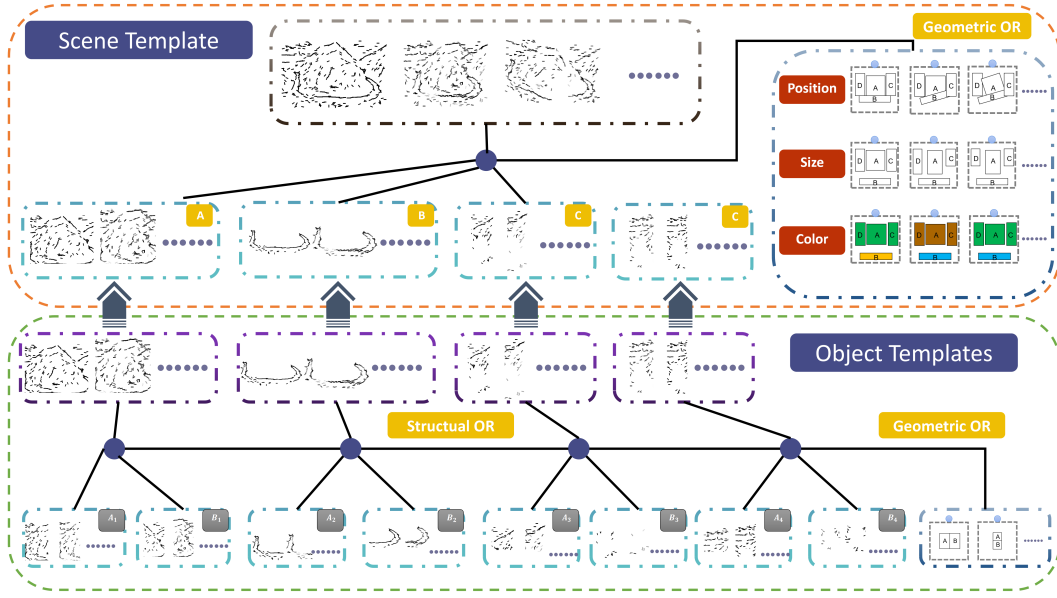 Scene Template
Geometric OR
Position
D A C B
D A C B
D A C B
Size
D A C B
D A C B
D A C B
Color
D A C B
D A C B
D A C B
A
B
C
C
Object Templates
Structual OR
Geometric OR
A₁
B₁
A₂
B₂
A₃
B₃
A₄
B₄
A B
A
B